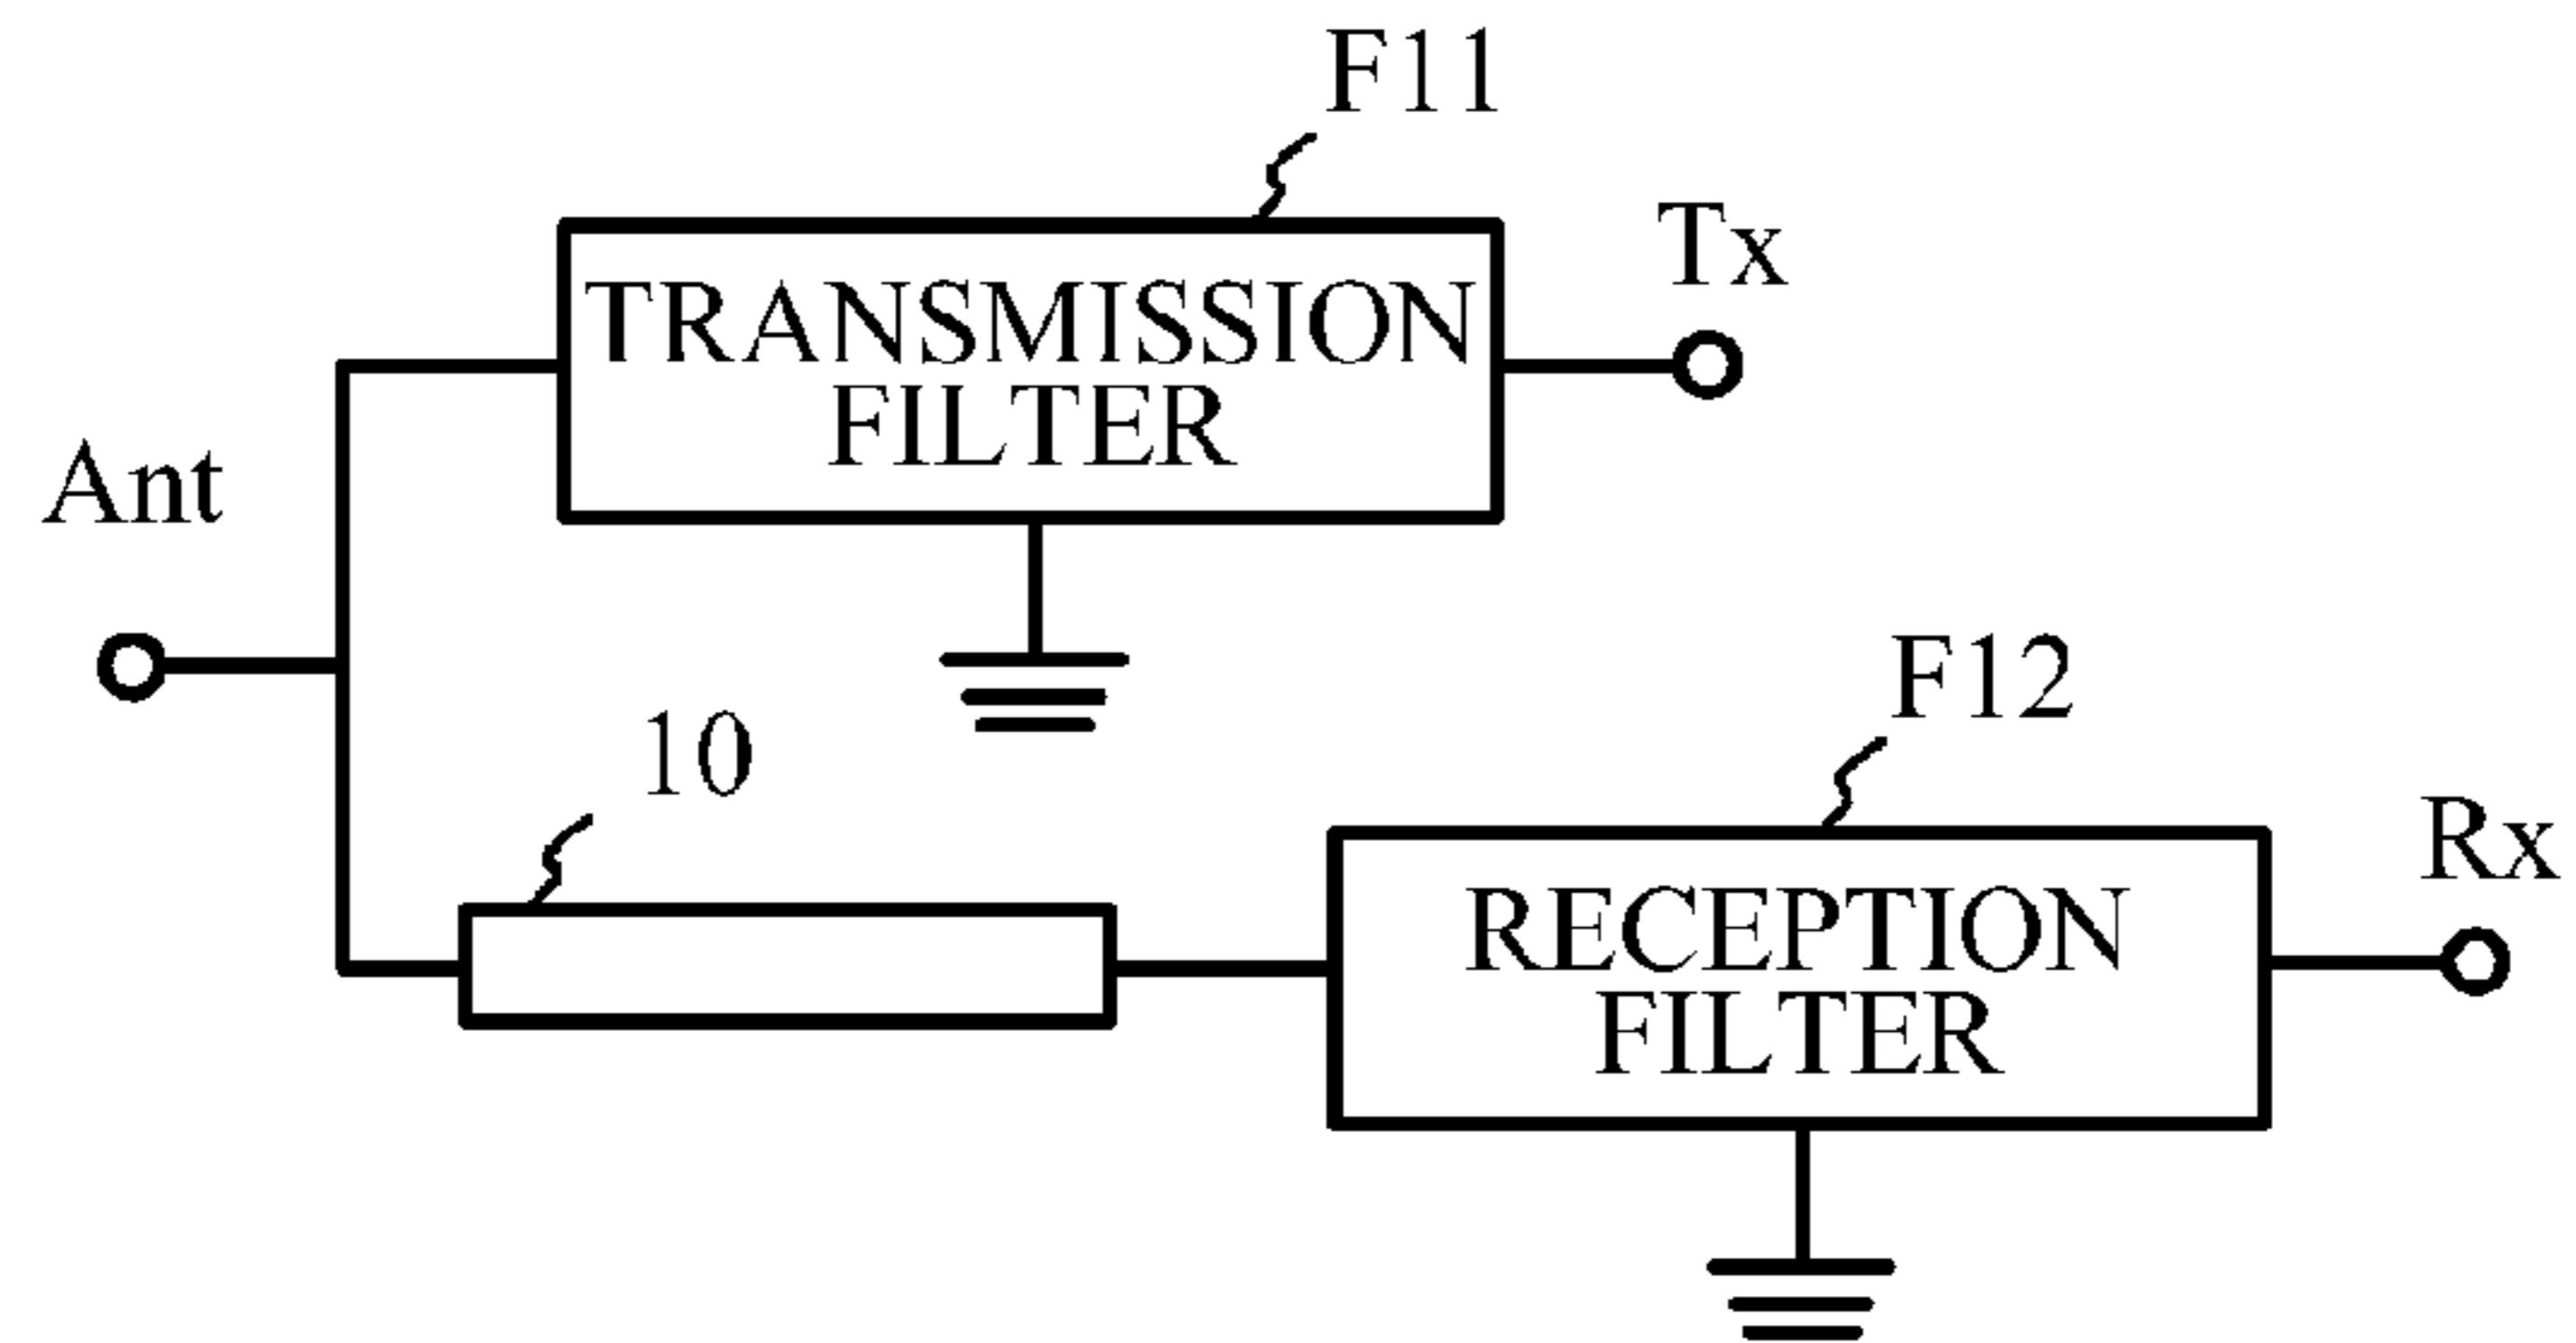 F11
TRANSMISSION
FILTER
Tx
Ant
10
F12
RECEPTION
FILTER
Rx